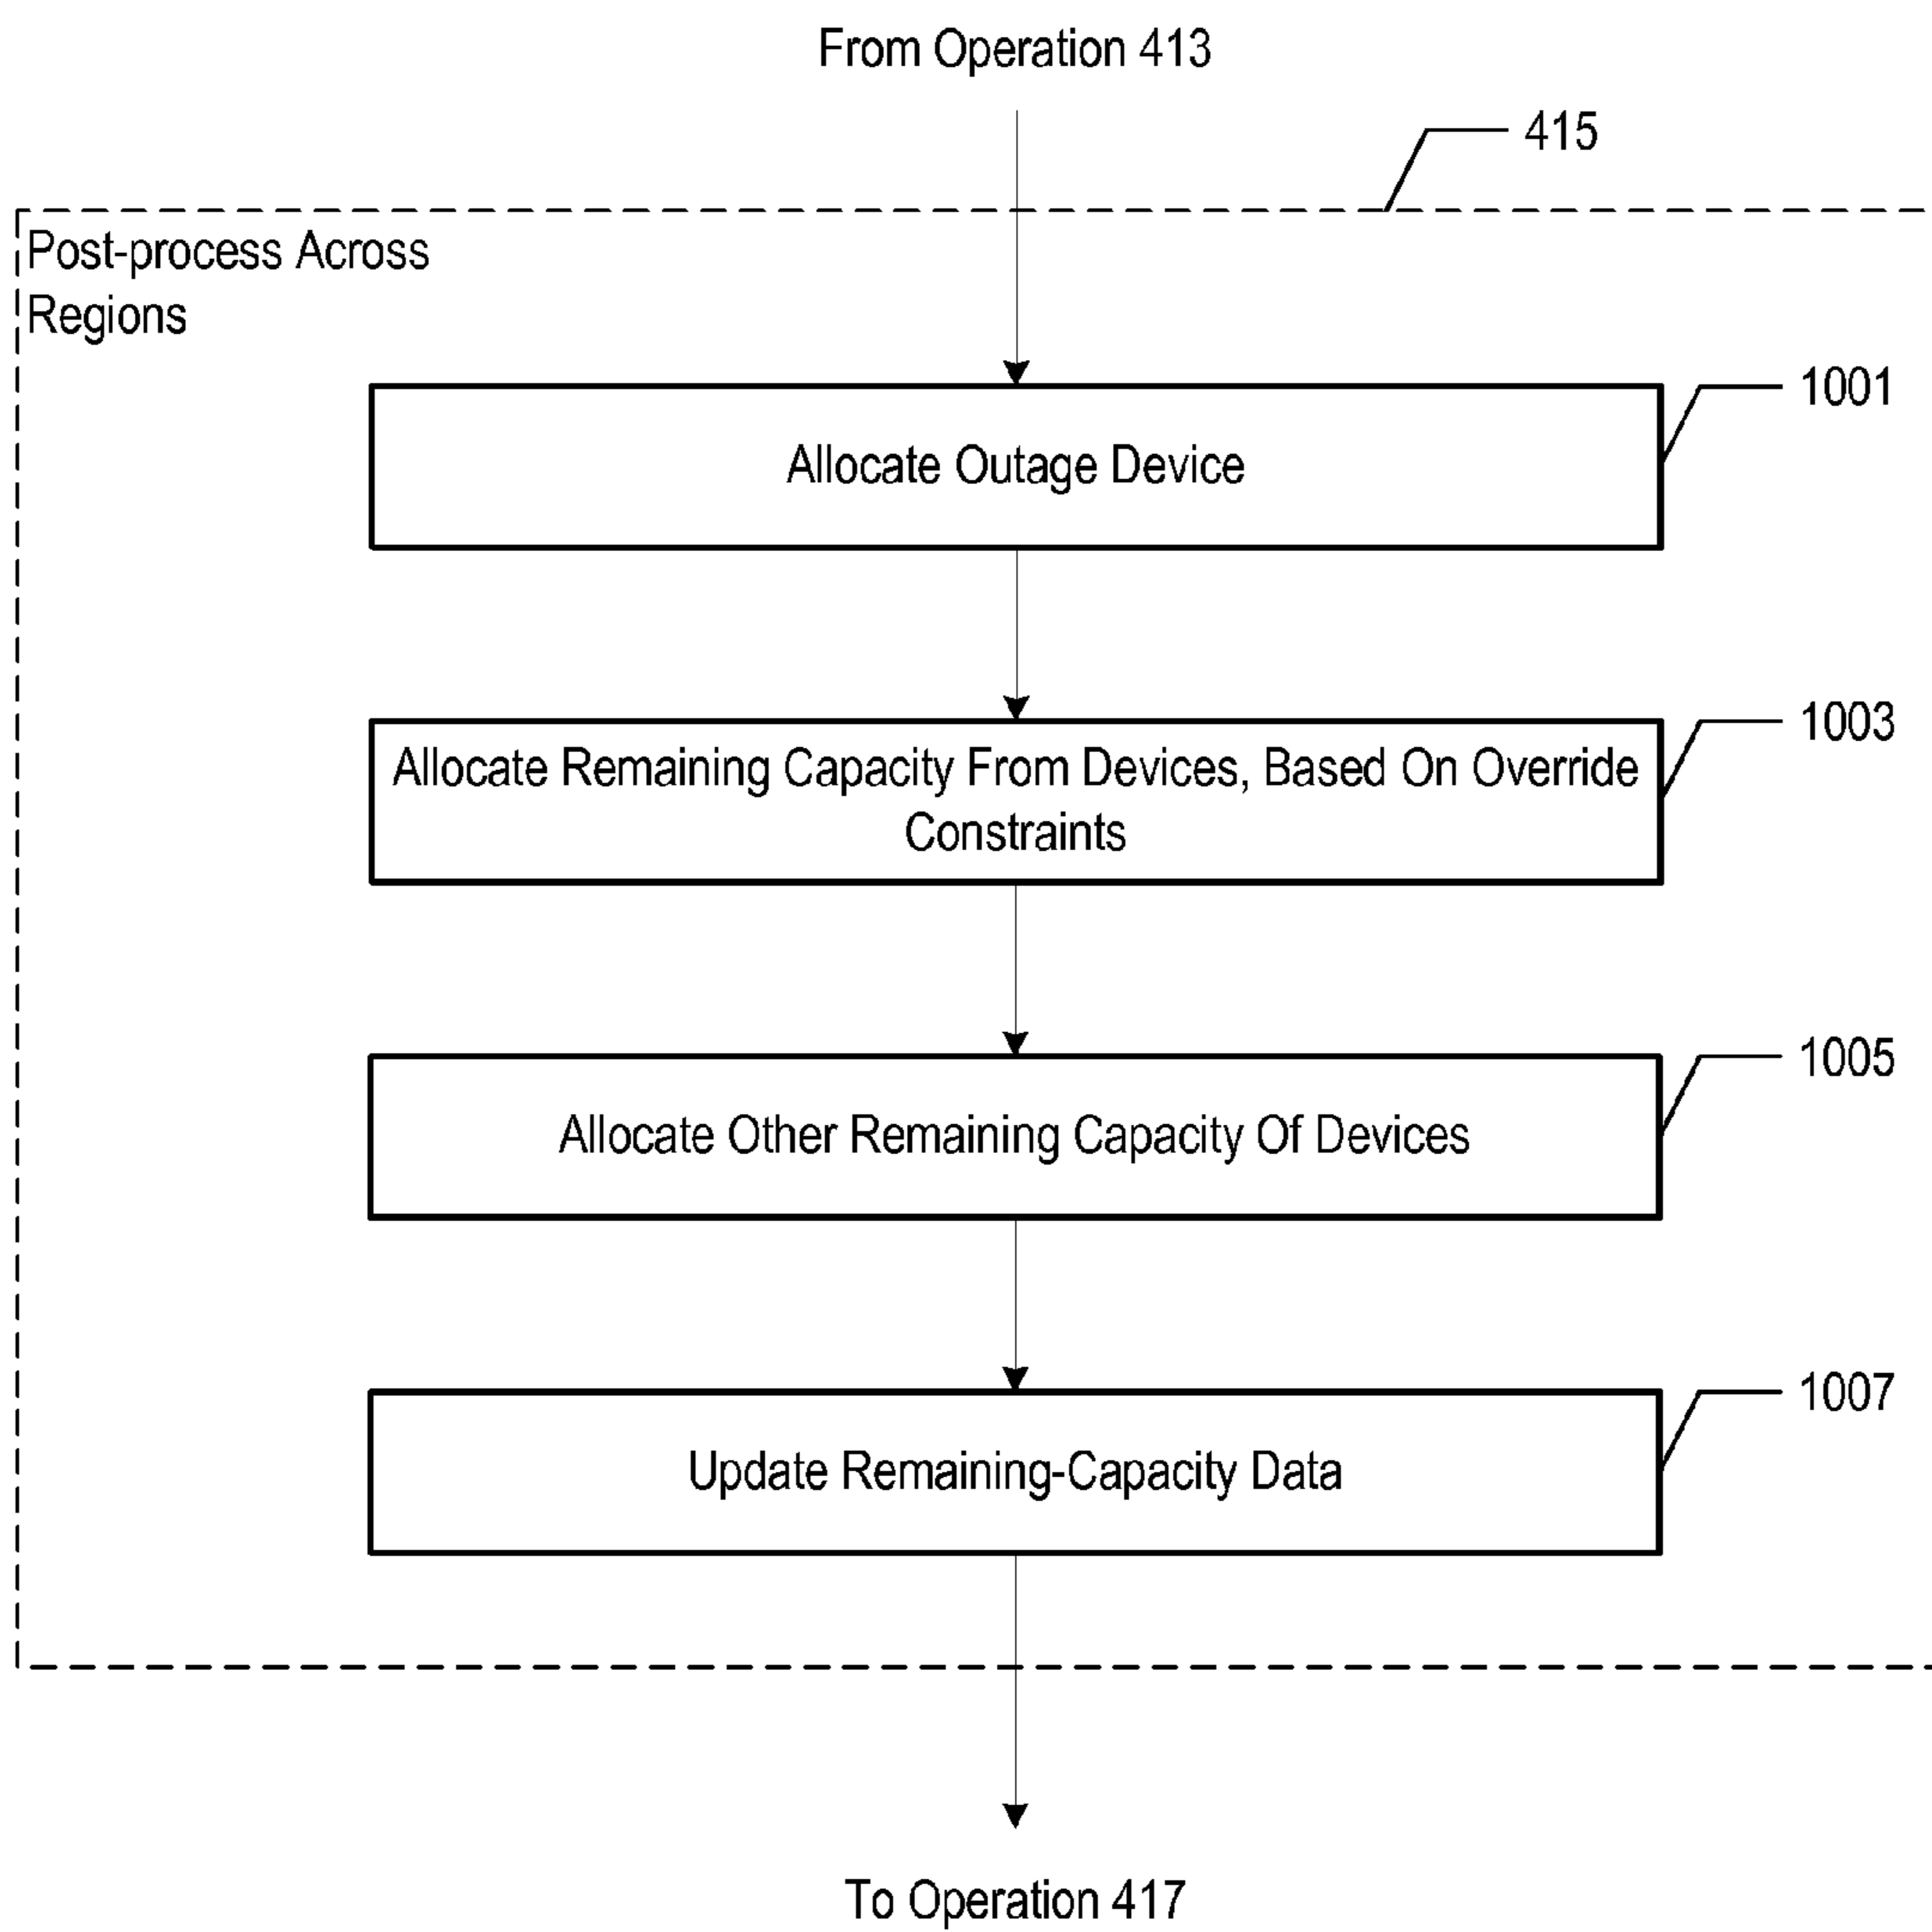 From Operation 413
415
Post-process Across
Regions
1001
Allocate Outage Device
1003
Allocate Remaining Capacity From Devices, Based On Override
Constraints
1005
Allocate Other Remaining Capacity Of Devices
1007
Update Remaining-Capacity Data
To Operation 417